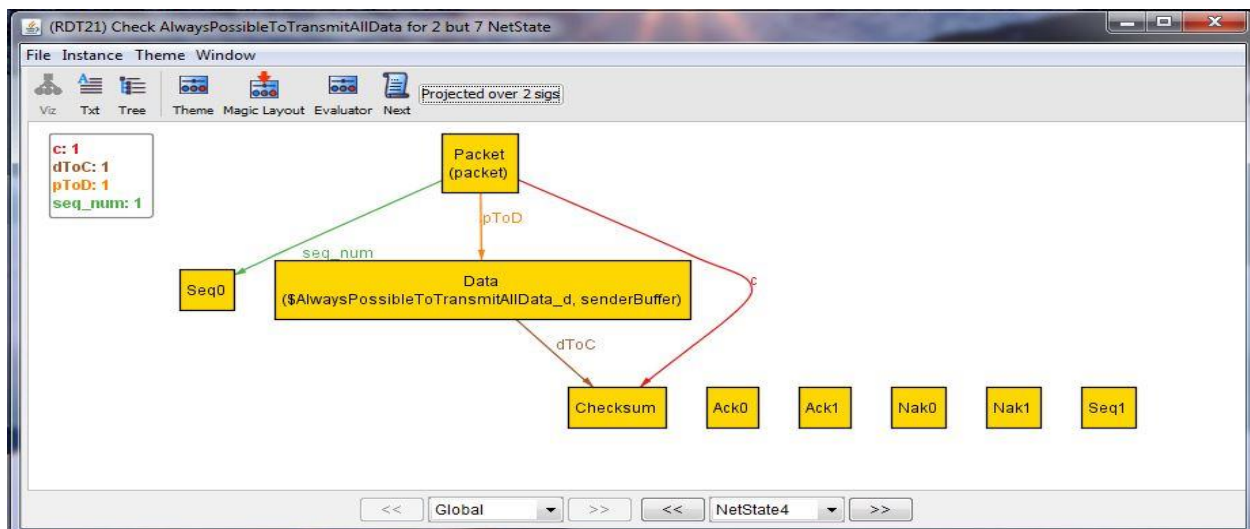 (RDT21) Check AlwaysPossibleToTransmitAllData for 2 but 7 NetState
File Instance Theme Window
Viz Txt Tree Theme Magic Layout Evaluator Next Projected over 2 sigs
c: 1
dToC: 1
pToD: 1
seq_num: 1
Packet
(packet)
pToD
seq_num
c
Seq0
Data
($AlwaysPossibleToTransmitAllData_d, senderBuffer)
dToC
Checksum Ack0 Ack1 Nak0 Nak1 Seq1
<< Global >> << NetState4 >>